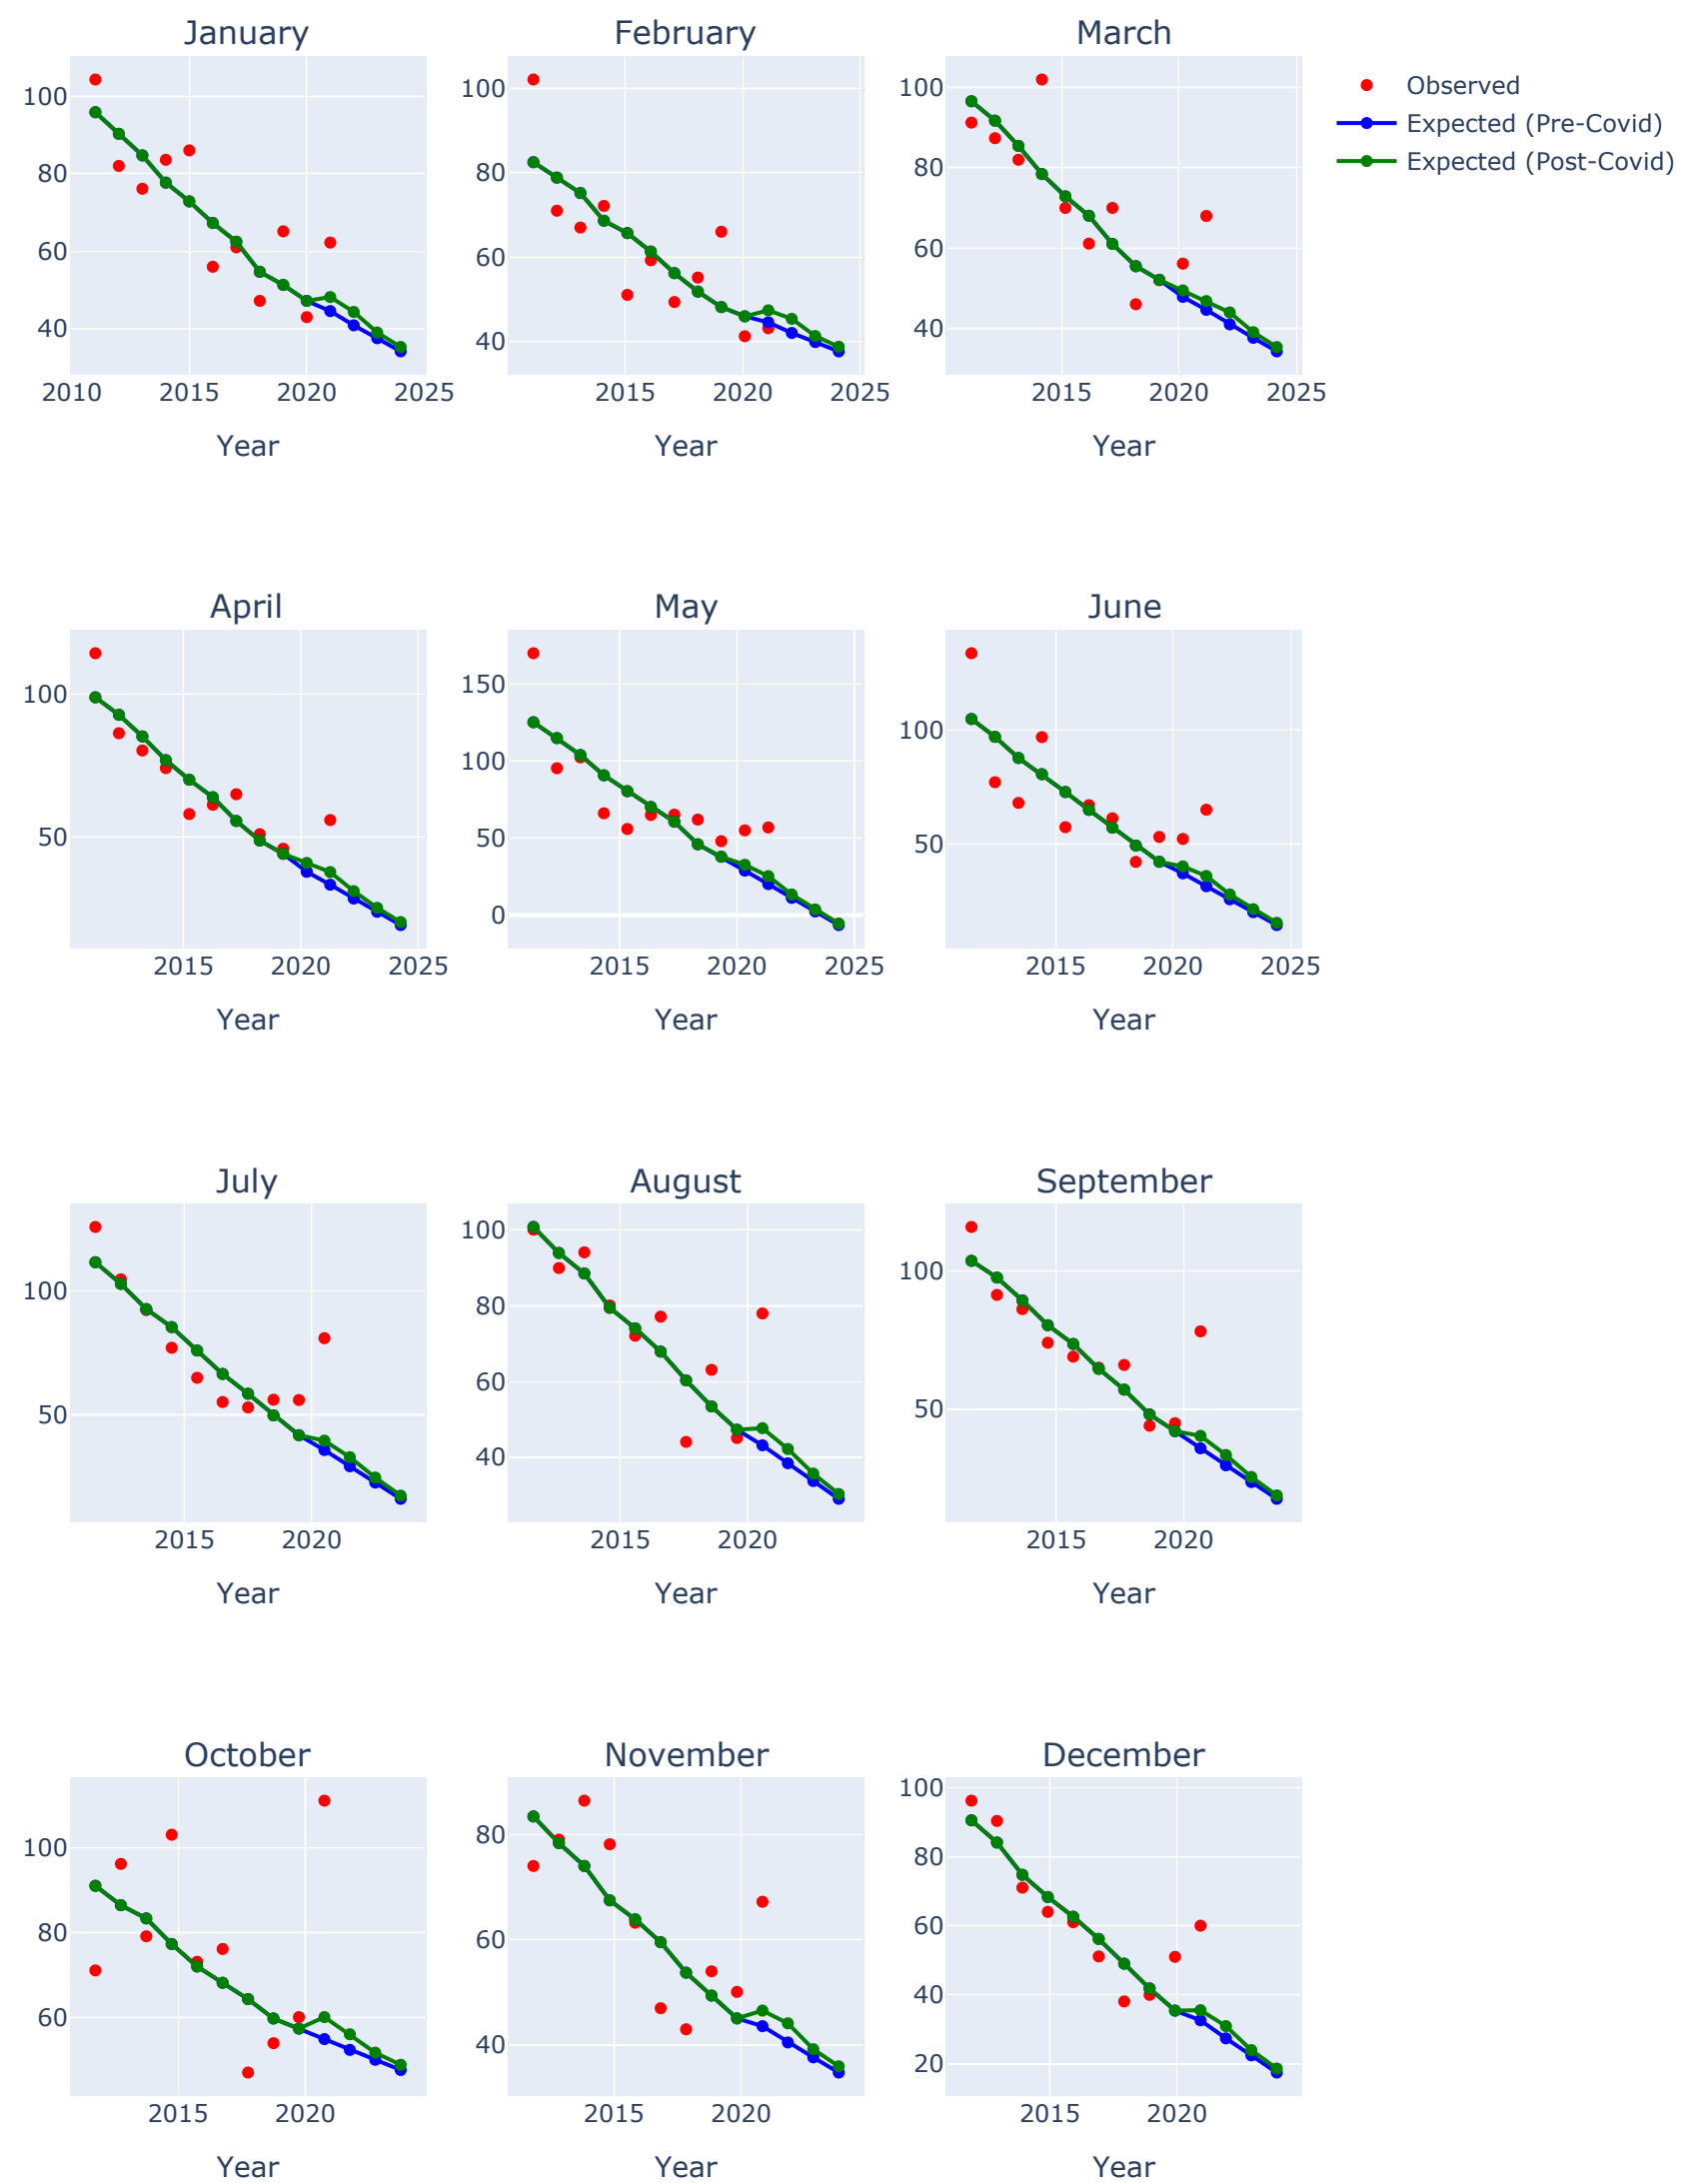 January
February
March
100
80
60
40
2010
2015
2020
2025
Year
100
80
60
40
2015
2020
2025
Year
100
80
60
40
2015
2020
2025
Year
Observed
Expected (Pre-Covid)
Expected (Post-Covid)
April
May
June
100
50
2015
2020
2025
Year
150
100
50
0
2015
2020
2025
Year
100
50
2015
2020
2025
Year
July
August
September
100
50
2015
2020
Year
100
80
60
40
2015
2020
Year
100
50
2015
2020
Year
October
November
December
100
80
60
2015
2020
Year
80
60
40
2015
2020
Year
100
80
60
40
20
2015
2020
Year